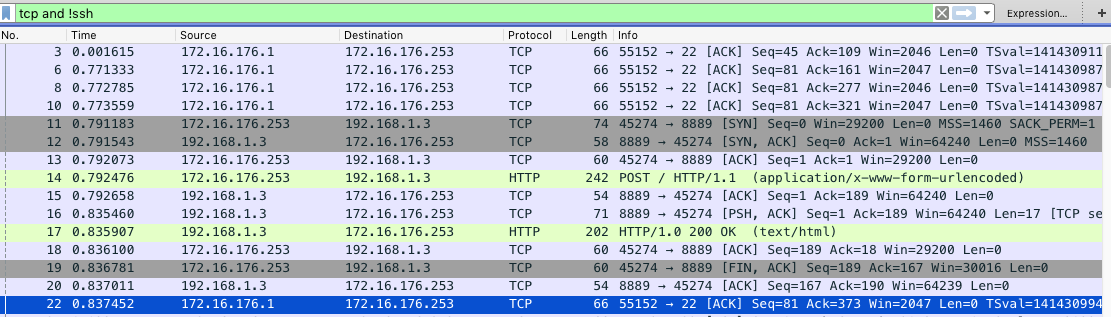 tcp and !ssh Expression... +
No. Time Source Destination Protocol Length Info
3 0.001615 172.16.176.1 172.16.176.253 TCP 66 55152 → 22 [ACK] Seq=45 Ack=109 Win=2046 Len=0 TSval=141430911
6 0.771333 172.16.176.1 172.16.176.253 TCP 66 55152 → 22 [ACK] Seq=81 Ack=161 Win=2047 Len=0 TSval=141430987
8 0.772785 172.16.176.1 172.16.176.253 TCP 66 55152 → 22 [ACK] Seq=81 Ack=277 Win=2047 Len=0 TSval=141430987
10 0.773559 172.16.176.1 172.16.176.253 TCP 66 55152 → 22 [ACK] Seq=81 Ack=321 Win=2047 Len=0 TSval=141430987
11 0.791183 172.16.176.253 192.168.1.3 TCP 74 45274 → 8889 [SYN] Seq=0 Win=29200 Len=0 MSS=1460 SACK_PERM=1
12 0.791543 192.168.1.3 172.16.176.253 TCP 58 8889 → 45274 [SYN, ACK] Seq=0 Ack=1 Win=64240 Len=0 MSS=1460
13 0.792073 172.16.176.253 192.168.1.3 TCP 60 45274 → 8889 [ACK] Seq=1 Ack=1 Win=29200 Len=0
14 0.792476 172.16.176.253 192.168.1.3 HTTP 242 POST / HTTP/1.1 (application/x-www-form-urlencoded)
15 0.792658 192.168.1.3 172.16.176.253 TCP 54 8889 → 45274 [ACK] Seq=1 Ack=189 Win=64240 Len=0
16 0.835460 192.168.1.3 172.16.176.253 TCP 71 8889 → 45274 [PSH, ACK] Seq=1 Ack=189 Win=64240 Len=17 [TCP se
17 0.835907 192.168.1.3 172.16.176.253 HTTP 202 HTTP/1.0 200 OK (text/html)
18 0.836100 172.16.176.253 192.168.1.3 TCP 60 45274 → 8889 [ACK] Seq=189 Ack=18 Win=29200 Len=0
19 0.836781 172.16.176.253 192.168.1.3 TCP 60 45274 → 8889 [FIN, ACK] Seq=189 Ack=167 Win=30016 Len=0
20 0.837011 192.168.1.3 172.16.176.253 TCP 54 8889 → 45274 [ACK] Seq=167 Ack=190 Win=64239 Len=0
22 0.837452 172.16.176.1 172.16.176.253 TCP 66 55152 → 22 [ACK] Seq=81 Ack=373 Win=2047 Len=0 TSval=141430994